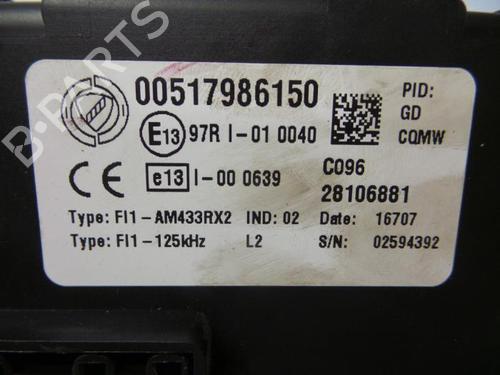 00517986150
PID:
GD
CQMW
E13 97R I-01 0040
C096
CE e13 I-00 0639
28106881
Type: FI1-AM433RX2 IND: 02 Date: 16707
Type: FI1-125kHz L2 S/N: 02594392
B-PARTS